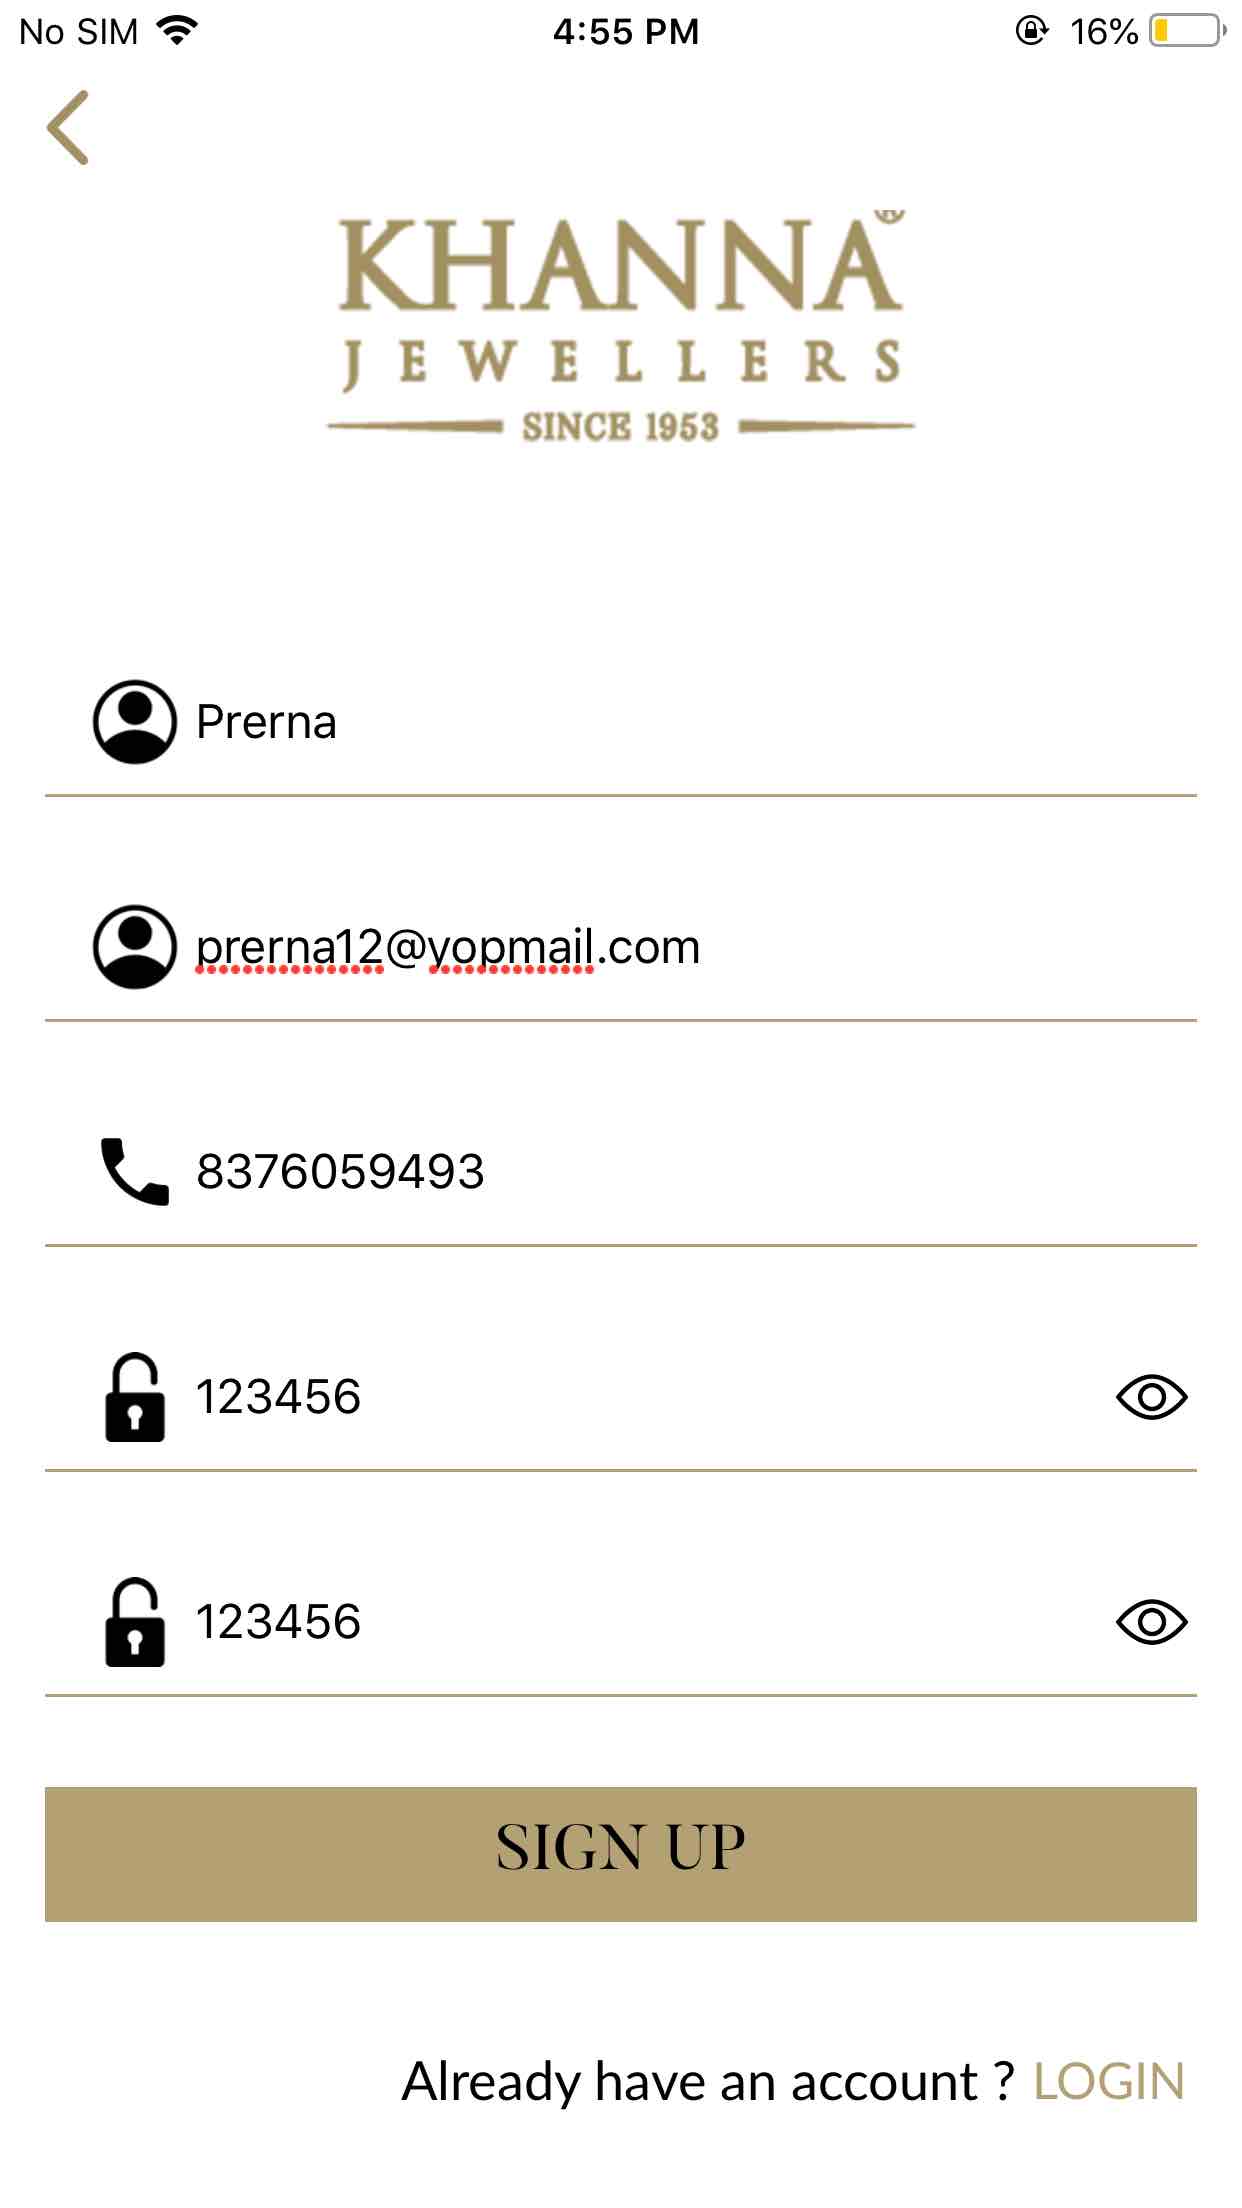 No SIM 4:55 PM 16%
KHANNA®
JEWELLERS
SINCE 1953
Prerna
prerna12@yopmail.com
8376059493
123456
123456
SIGN UP
Already have an account ? LOGIN